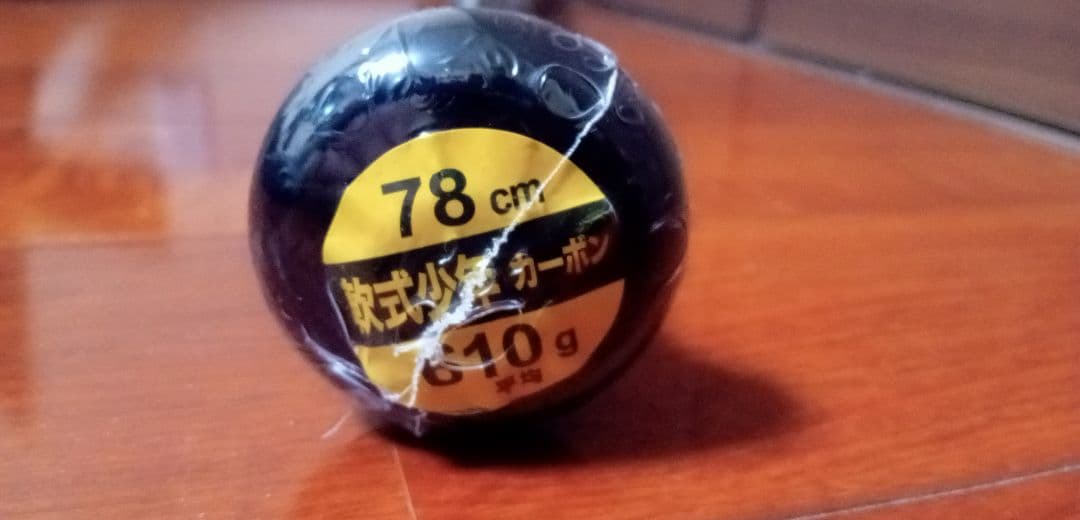 78 cm
軟式少年 カーボン
610 g
平均